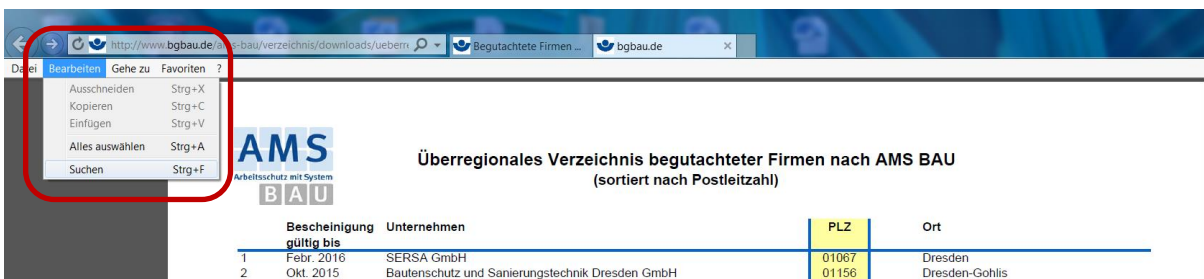 http://www.bgbau.de/ams-bau/verzeichnis/downloads/ueberr
Begutachtete Firmen ...
bgbau.de
Datei Bearbeiten Gehe zu Favoriten ?
Ausschneiden Strg+X
Kopieren Strg+C
Einfügen Strg+V
Alles auswählen Strg+A
Suchen Strg+F
AMS
Arbeitsschutz mit System
BAU
Überregionales Verzeichnis begutachteter Firmen nach AMS BAU
(sortiert nach Postleitzahl)
Bescheinigung Unternehmen PLZ Ort
gültig bis
1 Febr. 2016 SERSA GmbH 01067 Dresden
2 Okt. 2015 Bautenschutz und Sanierungstechnik Dresden GmbH 01156 Dresden-Gohlis